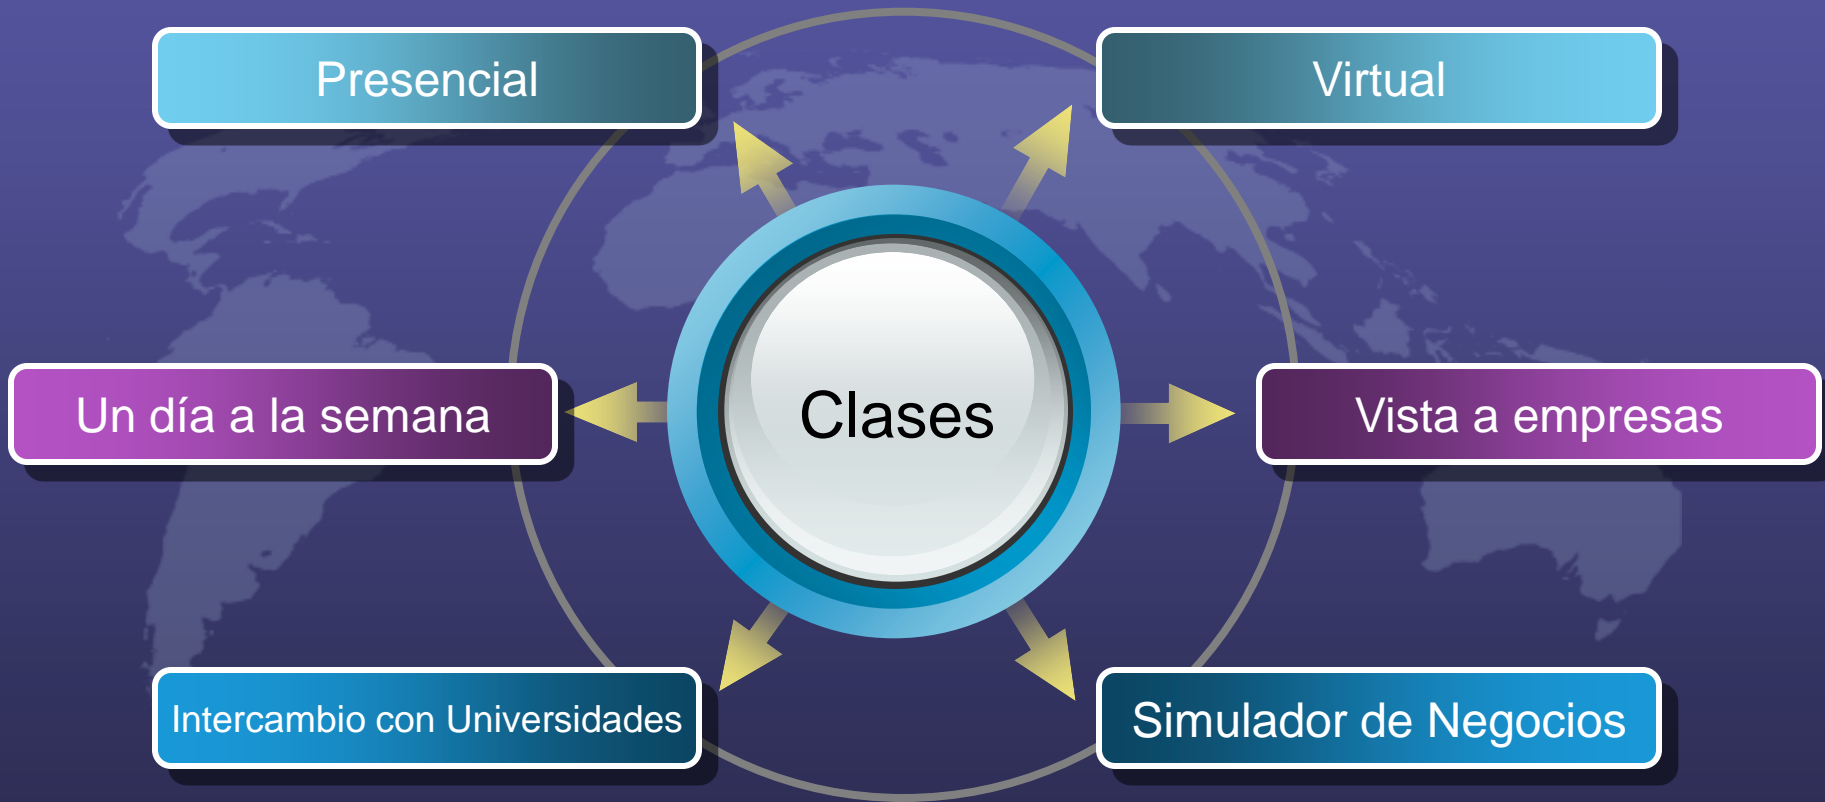 Presencial
Virtual
Un día a la semana
Clases
Vista a empresas
Intercambio con Universidades
Simulador de Negocios